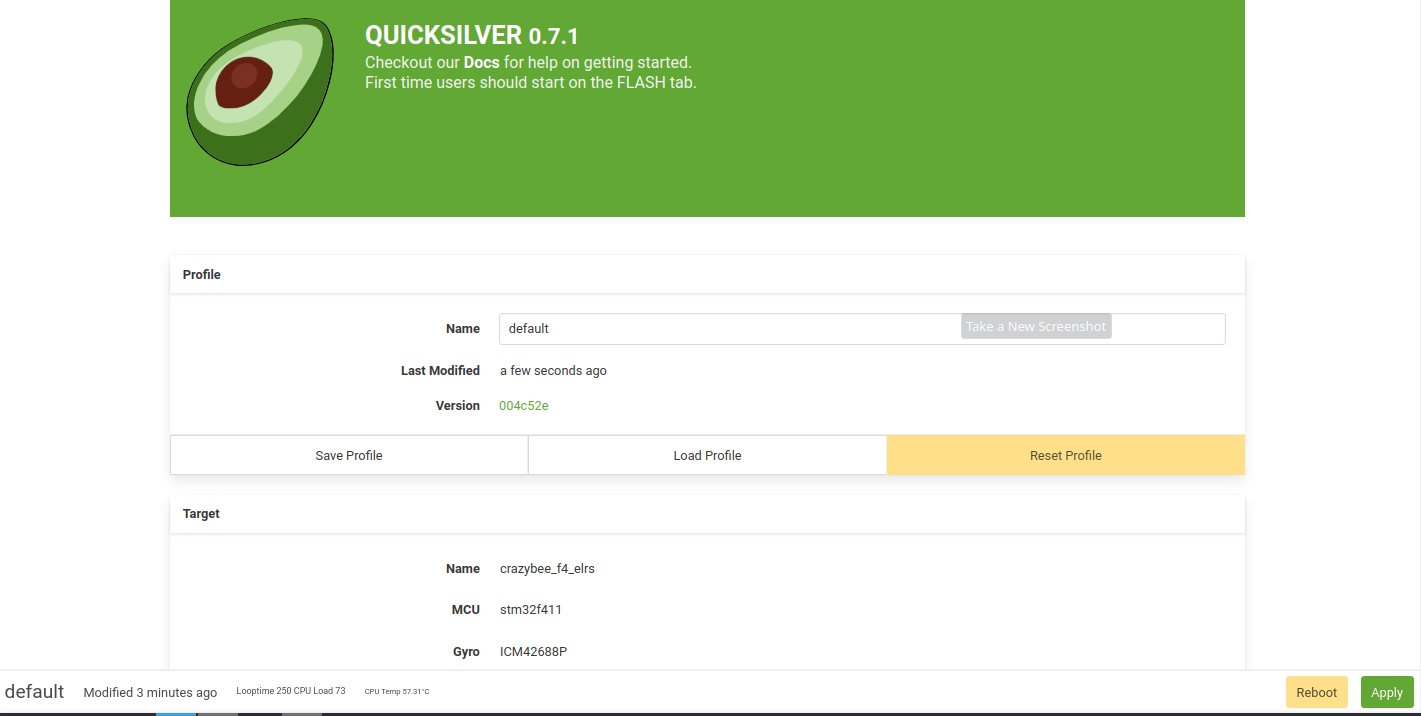 QUICKSILVER 0.7.1
Checkout our Docs for help on getting started.
First time users should start on the FLASH tab.
Profile
Name default Take a New Screenshot
Last Modified a few seconds ago
Version 004c52e
Save Profile Load Profile Reset Profile
Target
Name crazybee_f4_elrs
MCU stm32f411
Gyro ICM42688P
default Modified 3 minutes ago Looptime 250 CPU Load 73 CPU Temp 57.31°C Reboot Apply